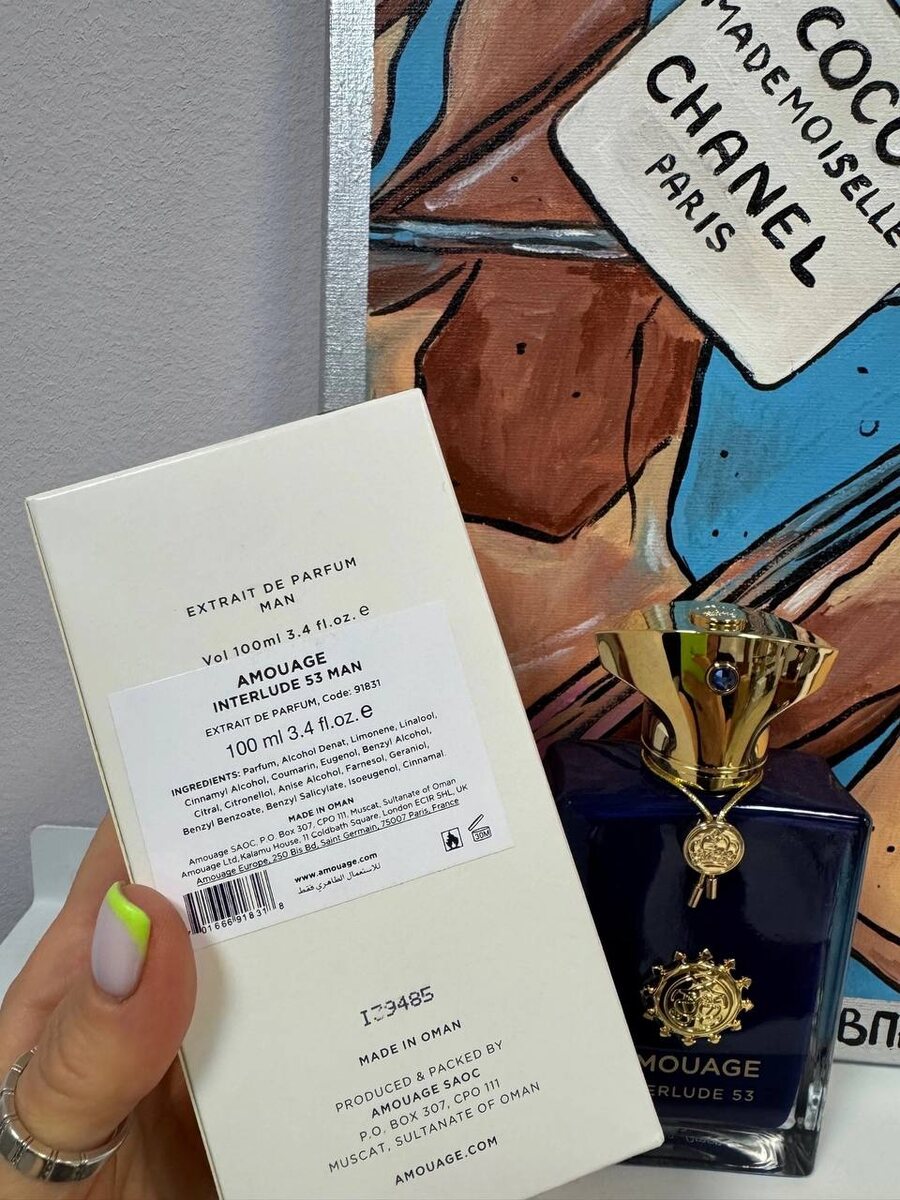 COCO
MADEMOISELLE
CHANEL
PARIS
EXTRAIT DE PARFUM
MAN
Vol 100ml 3.4 fl.oz. e
AMOUAGE
INTERLUDE 53 MAN
EXTRAIT DE PARFUM, Code: 91831
100 ml 3.4 fl.oz. e
INGREDIENTS: Parfum, Alcohol Denat, Limonene, Linalool,
Cinnamyl Alcohol, Coumarin, Eugenol, Benzyl Alcohol,
Citral, Citronellol, Anise Alcohol, Farnesol, Geraniol,
Benzyl Benzoate, Benzyl Salicylate, Isoeugenol, Cinnamal.
MADE IN OMAN
Amouage SAOC, P.O. Box 307, CPO 111, Muscat, Sultanate of Oman
Amouage Ltd, Kalamu House, 11 Coldbath Square, London EC1R 5HL, UK
Amouage Europe, 250 Bis Bd, Saint Germain, 75007 Paris, France
30M
www.amouage.com
للاستعمال الظاهري فقط
701666918318
I39485
MADE IN OMAN
PRODUCED & PACKED BY
AMOUAGE SAOC
P.O. BOX 307, CPO 111
MUSCAT, SULTANATE OF OMAN
AMOUAGE.COM
MOUAGE
ERLUDE 53